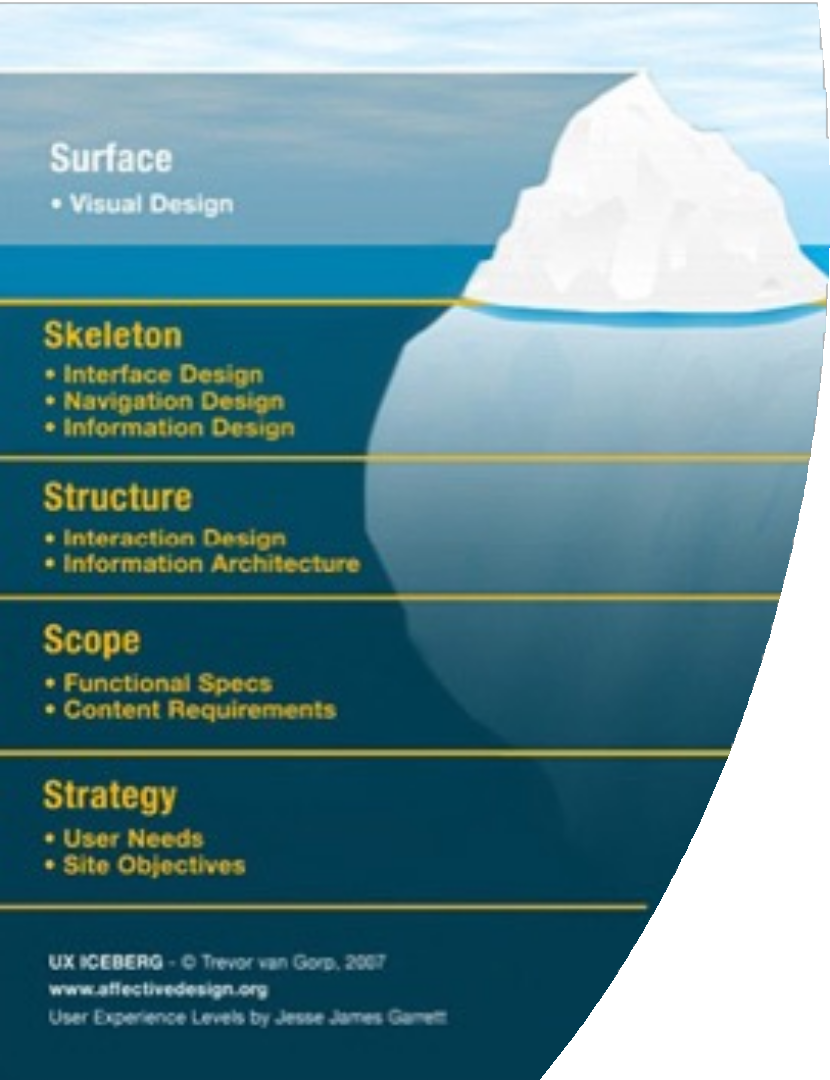 Surface
• Visual Design
Skeleton
• Interface Design
• Navigation Design
• Information Design
Structure
• Interaction Design
• Information Architecture
Scope
• Functional Specs
• Content Requirements
Strategy
• User Needs
• Site Objectives
UX ICEBERG - © Trevor van Gorp, 2007
www.affectivedesign.org
User Experience Levels by Jesse James Garrett